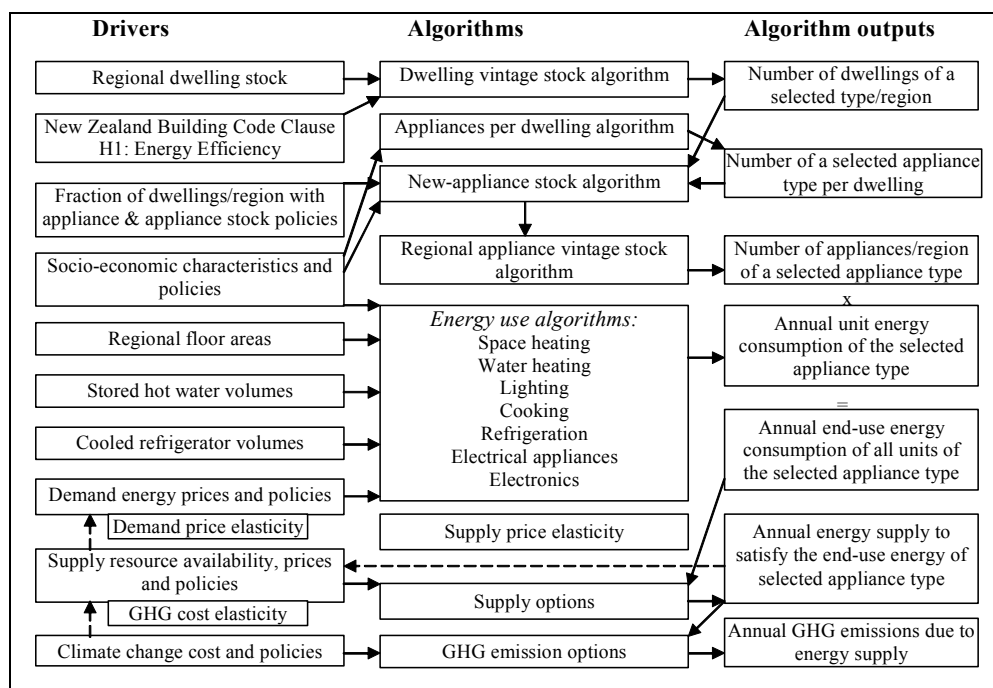 Drivers
Algorithms
Algorithm outputs
Regional dwelling stock
Dwelling vintage stock algorithm
Number of dwellings of a
selected type/region
New Zealand Building Code Clause
H1: Energy Efficiency
Appliances per dwelling algorithm
Number of a selected appliance
type per dwelling
Fraction of dwellings/region with
appliance & appliance stock policies
New-appliance stock algorithm
Socio-economic characteristics and
policies
Regional appliance vintage stock
algorithm
Number of appliances/region
of a selected appliance type
x
Regional floor areas
Stored hot water volumes
Cooled refrigerator volumes
Demand energy prices and policies
Energy use algorithms:
Space heating
Water heating
Lighting
Cooking
Refrigeration
Electrical appliances
Electronics
Annual unit energy
consumption of the selected
appliance type
=
Annual end-use energy
consumption of all units of
the selected appliance type
Demand price elasticity
Supply price elasticity
Supply resource availability, prices
and policies
Supply options
Annual energy supply to
satisfy the end-use energy of
selected appliance type
GHG cost elasticity
Climate change cost and policies
GHG emission options
Annual GHG emissions due to
energy supply